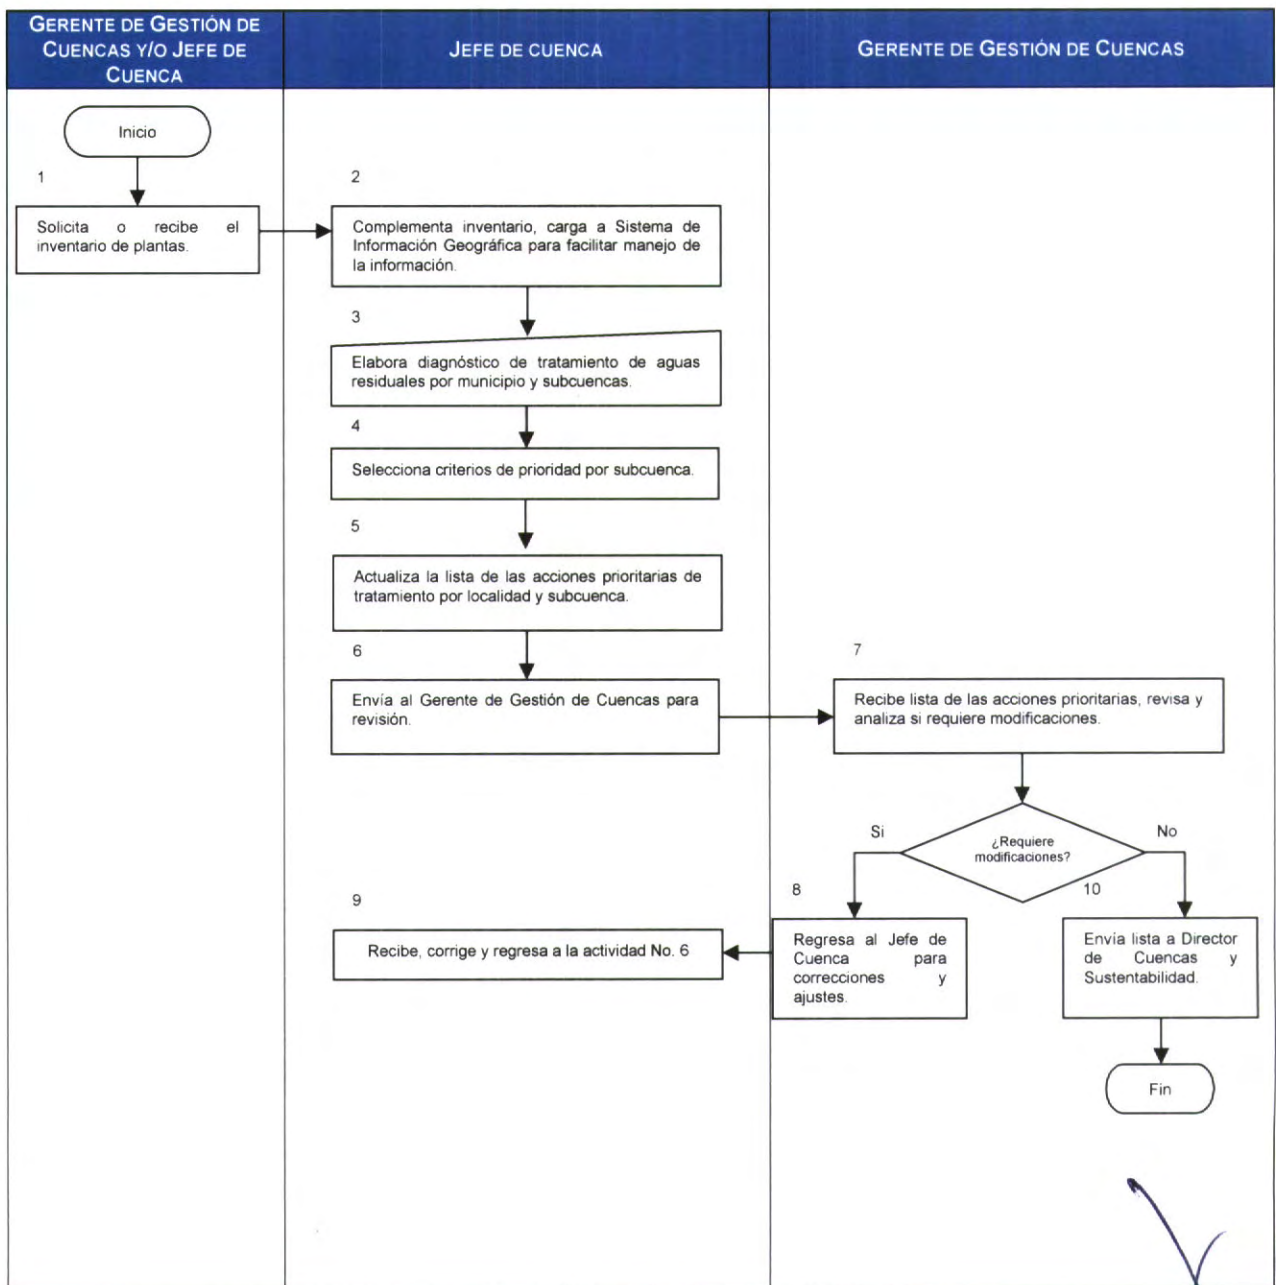 GERENTE DE GESTIÓN DE
CUENCAS Y/O JEFE DE
CUENCA
JEFE DE CUENCA
GERENTE DE GESTIÓN DE CUENCAS
Inicio
1
Solicita o recibe el
inventario de plantas.
2
Complementa inventario, carga a Sistema de
Información Geográfica para facilitar manejo de
la información.
3
Elabora diagnóstico de tratamiento de aguas
residuales por municipio y subcuencas.
4
Selecciona criterios de prioridad por subcuenca.
5
Actualiza la lista de las acciones prioritarias de
tratamiento por localidad y subcuenca.
6
Envía al Gerente de Gestión de Cuencas para
revisión.
7
Recibe lista de las acciones prioritarias, revisa y
analiza si requiere modificaciones.
¿Requiere
modificaciones?
Si
No
8
Regresa al Jefe de
Cuenca para
correcciones y
ajustes.
9
Recibe, corrige y regresa a la actividad No. 6
10
Envía lista a Director
de Cuencas y
Sustentabilidad.
Fin